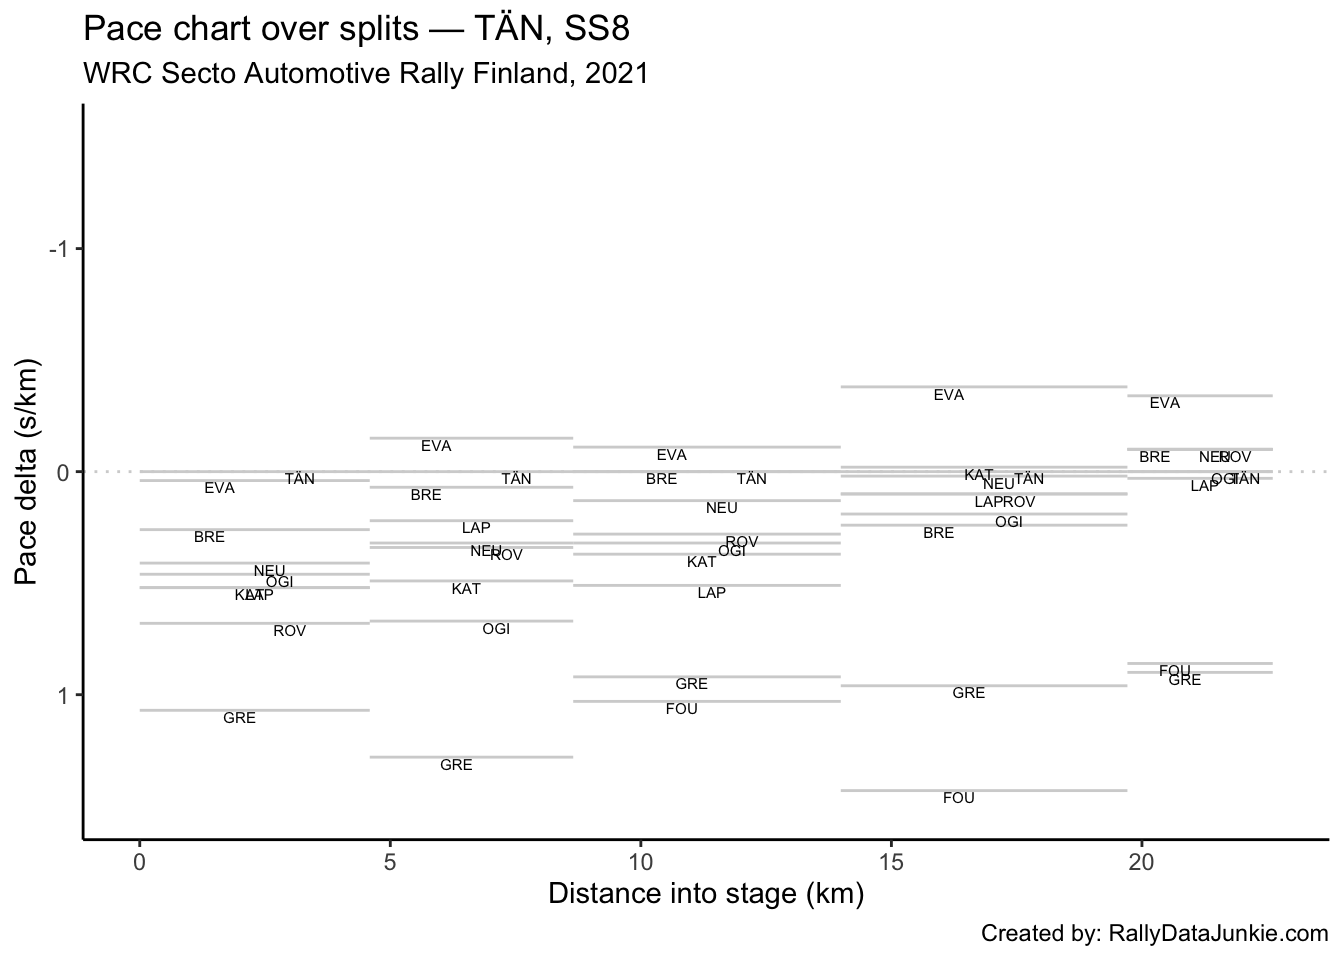 Pace chart over splits — TÄN, SS8
WRC Secto Automotive Rally Finland, 2021
Pace delta (s/km)
-1
0
1
EVA
BRE
NEU
OGI
KAT LAP
ROV
GRE
TÄN
EVA
TÄN
BRE
LAP
NEU
ROV
KAT
OGI
GRE
EVA
BRE
TÄN
NEU
ROV
OGI
KAT
LAP
GRE
FOU
EVA
KAT
TÄN
NEU
LAP ROV
OGI
BRE
GRE
FOU
EVA
BRE NEU ROV
OGI TÄN
LAP
FOU
GRE
0 5 10 15 20
Distance into stage (km)
Created by: RallyDataJunkie.com